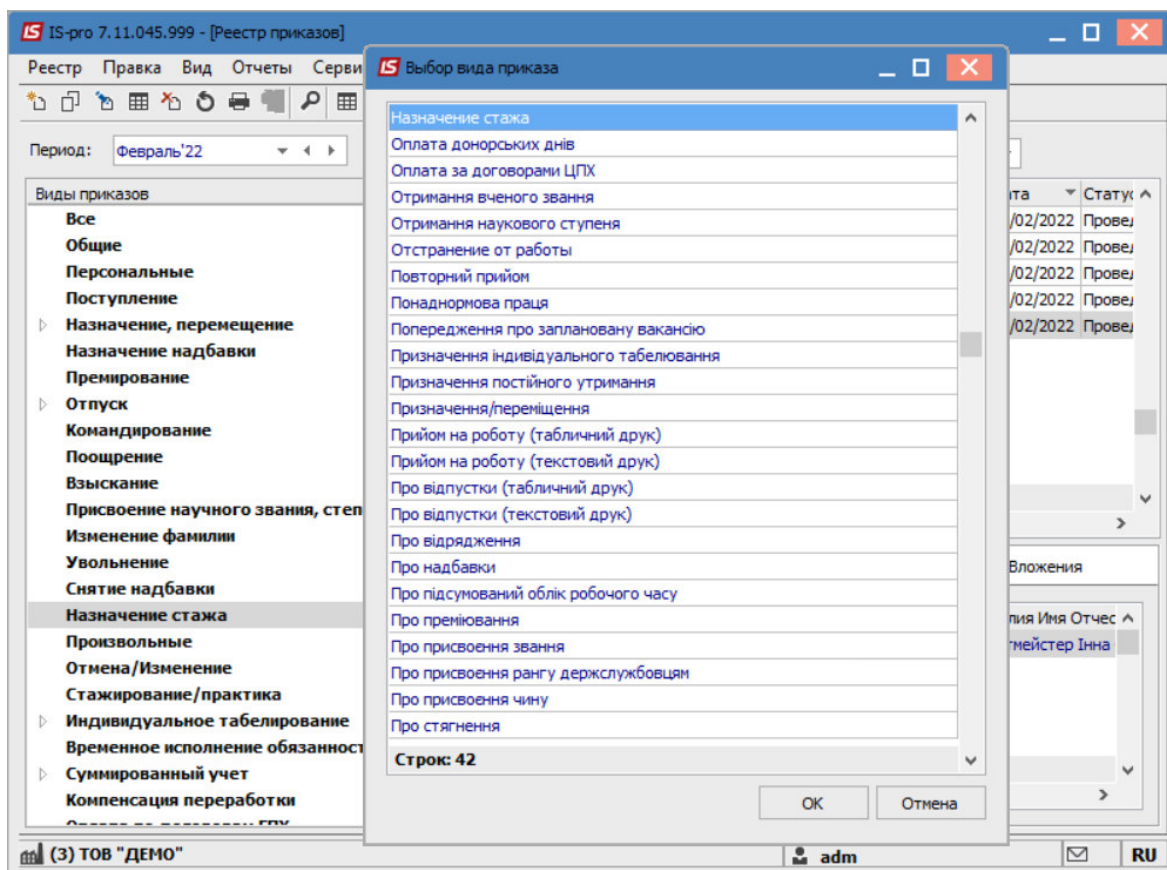 IS-pro 7.11.045.999 - [Реестр приказов]
Реестр Правка Вид Отчеты Серви
Период: Февраль'22
Виды приказов
Все
Общие
Персональные
Поступление
Назначение, перемещение
Назначение надбавки
Премирование
Отпуск
Командирование
Поощрение
Взыскание
Присвоение научного звания, степ
Изменение фамилии
Увольнение
Снятие надбавки
Назначение стажа
Произвольные
Отмена/Изменение
Стажирование/практика
Индивидуальное табелирование
Временное исполнение обязанност
Суммированный учет
Компенсация переработки
Выбор вида приказа
Назначение стажа
Оплата донорських днів
Оплата за договорами ЦПХ
Отримання вченого звання
Отримання наукового ступеня
Отстранение от работы
Повторний прийом
Понаднормова праця
Попередження про заплановану вакансію
Призначення індивідуального табелювання
Призначення постійного утримання
Призначення/переміщення
Прийом на роботу (табличний друк)
Прийом на роботу (текстовий друк)
Про відпустки (табличний друк)
Про відпустки (текстовий друк)
Про відрядження
Про надбавки
Про підсумований облік робочого часу
Про преміювання
Про присвоення звання
Про присвоення рангу держслужбовцям
Про присвоення чину
Про стягнення
Строк: 42
OK Отмена
та Статус
/02/2022 Провед
/02/2022 Провед
/02/2022 Провед
/02/2022 Провед
/02/2022 Провед
Вложения
лия Имя Отчес
тмейстер Інна
(3) ТОВ "ДЕМО" adm RU